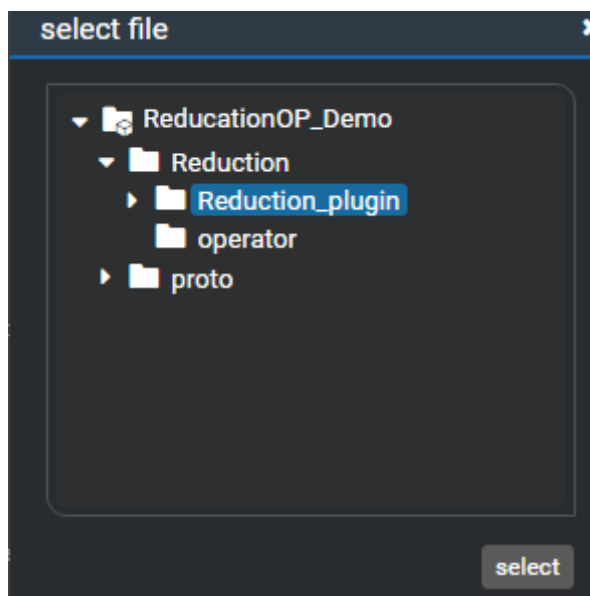 select file
ReducationOP_Demo
Reduction
Reduction_plugin
operator
proto
select